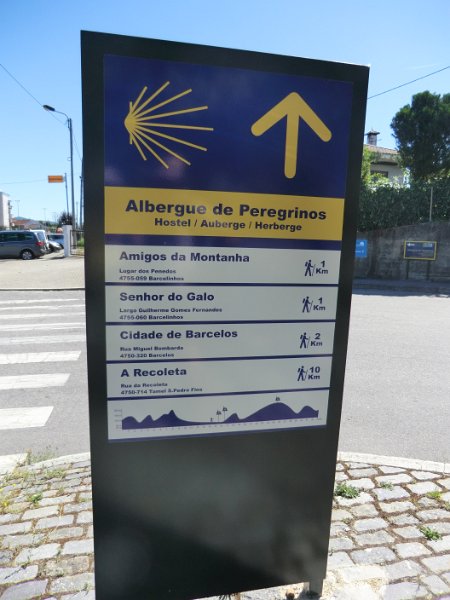 Albergue de Peregrinos
Hostel / Auberge / Herberge
Amigos da Montanha
Lugar dos Penedos
4755-059 Barcelinhos
1 Km
Senhor do Galo
Largo Guilherme Gomes Fernandes
4755-060 Barcelinhos
1 Km
Cidade de Barcelos
Rua Miguel Bombarda
4750-320 Barcelos
2 Km
A Recoleta
Rua da Recoleta
4750-714 Tamel S-Pedro Fins
10 Km